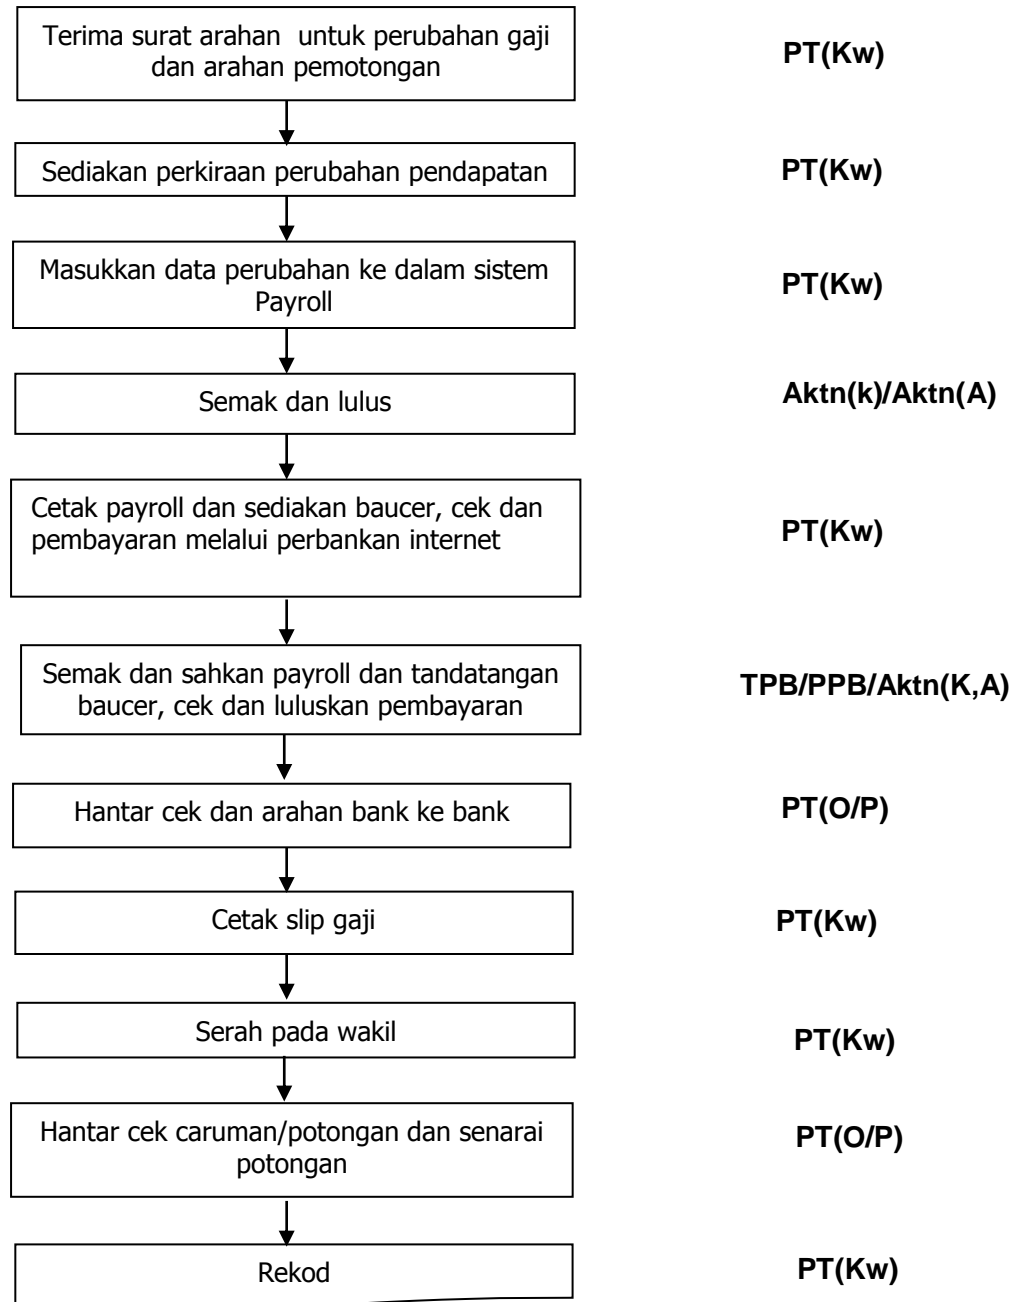 Terima surat arahan untuk perubahan gaji
dan arahan pemotongan
PT(Kw)
Sediakan perkiraan perubahan pendapatan
PT(Kw)
Masukkan data perubahan ke dalam sistem
Payroll
PT(Kw)
Semak dan lulus
Aktn(k)/Aktn(A)
Cetak payroll dan sediakan baucer, cek dan
pembayaran melalui perbankan internet
PT(Kw)
Semak dan sahkan payroll dan tandatangan
baucer, cek dan luluskan pembayaran
TPB/PPB/Aktn(K,A)
Hantar cek dan arahan bank ke bank
PT(O/P)
Cetak slip gaji
PT(Kw)
Serah pada wakil
PT(Kw)
Hantar cek caruman/potongan dan senarai
potongan
PT(O/P)
Rekod
PT(Kw)